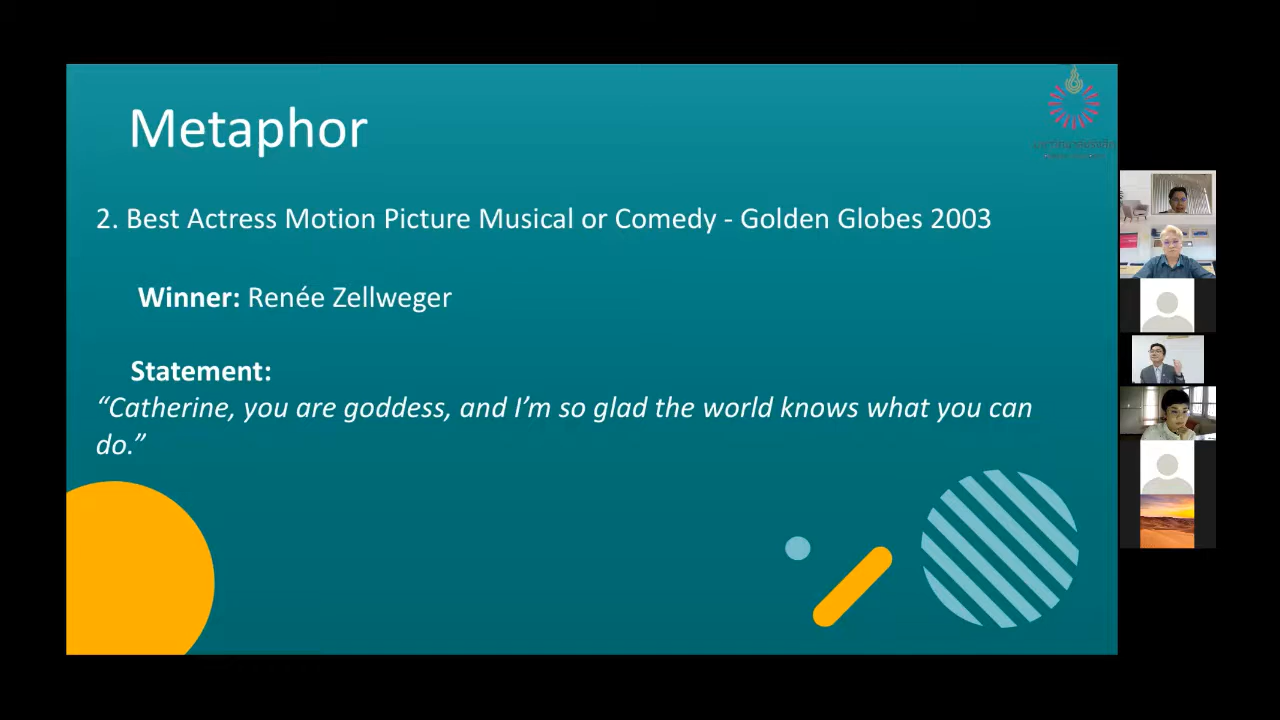 Metaphor
2. Best Actress Motion Picture Musical or Comedy - Golden Globes 2003
Winner: Renée Zellweger
Statement:
“Catherine, you are goddess, and I’m so glad the world knows what you can
do.”